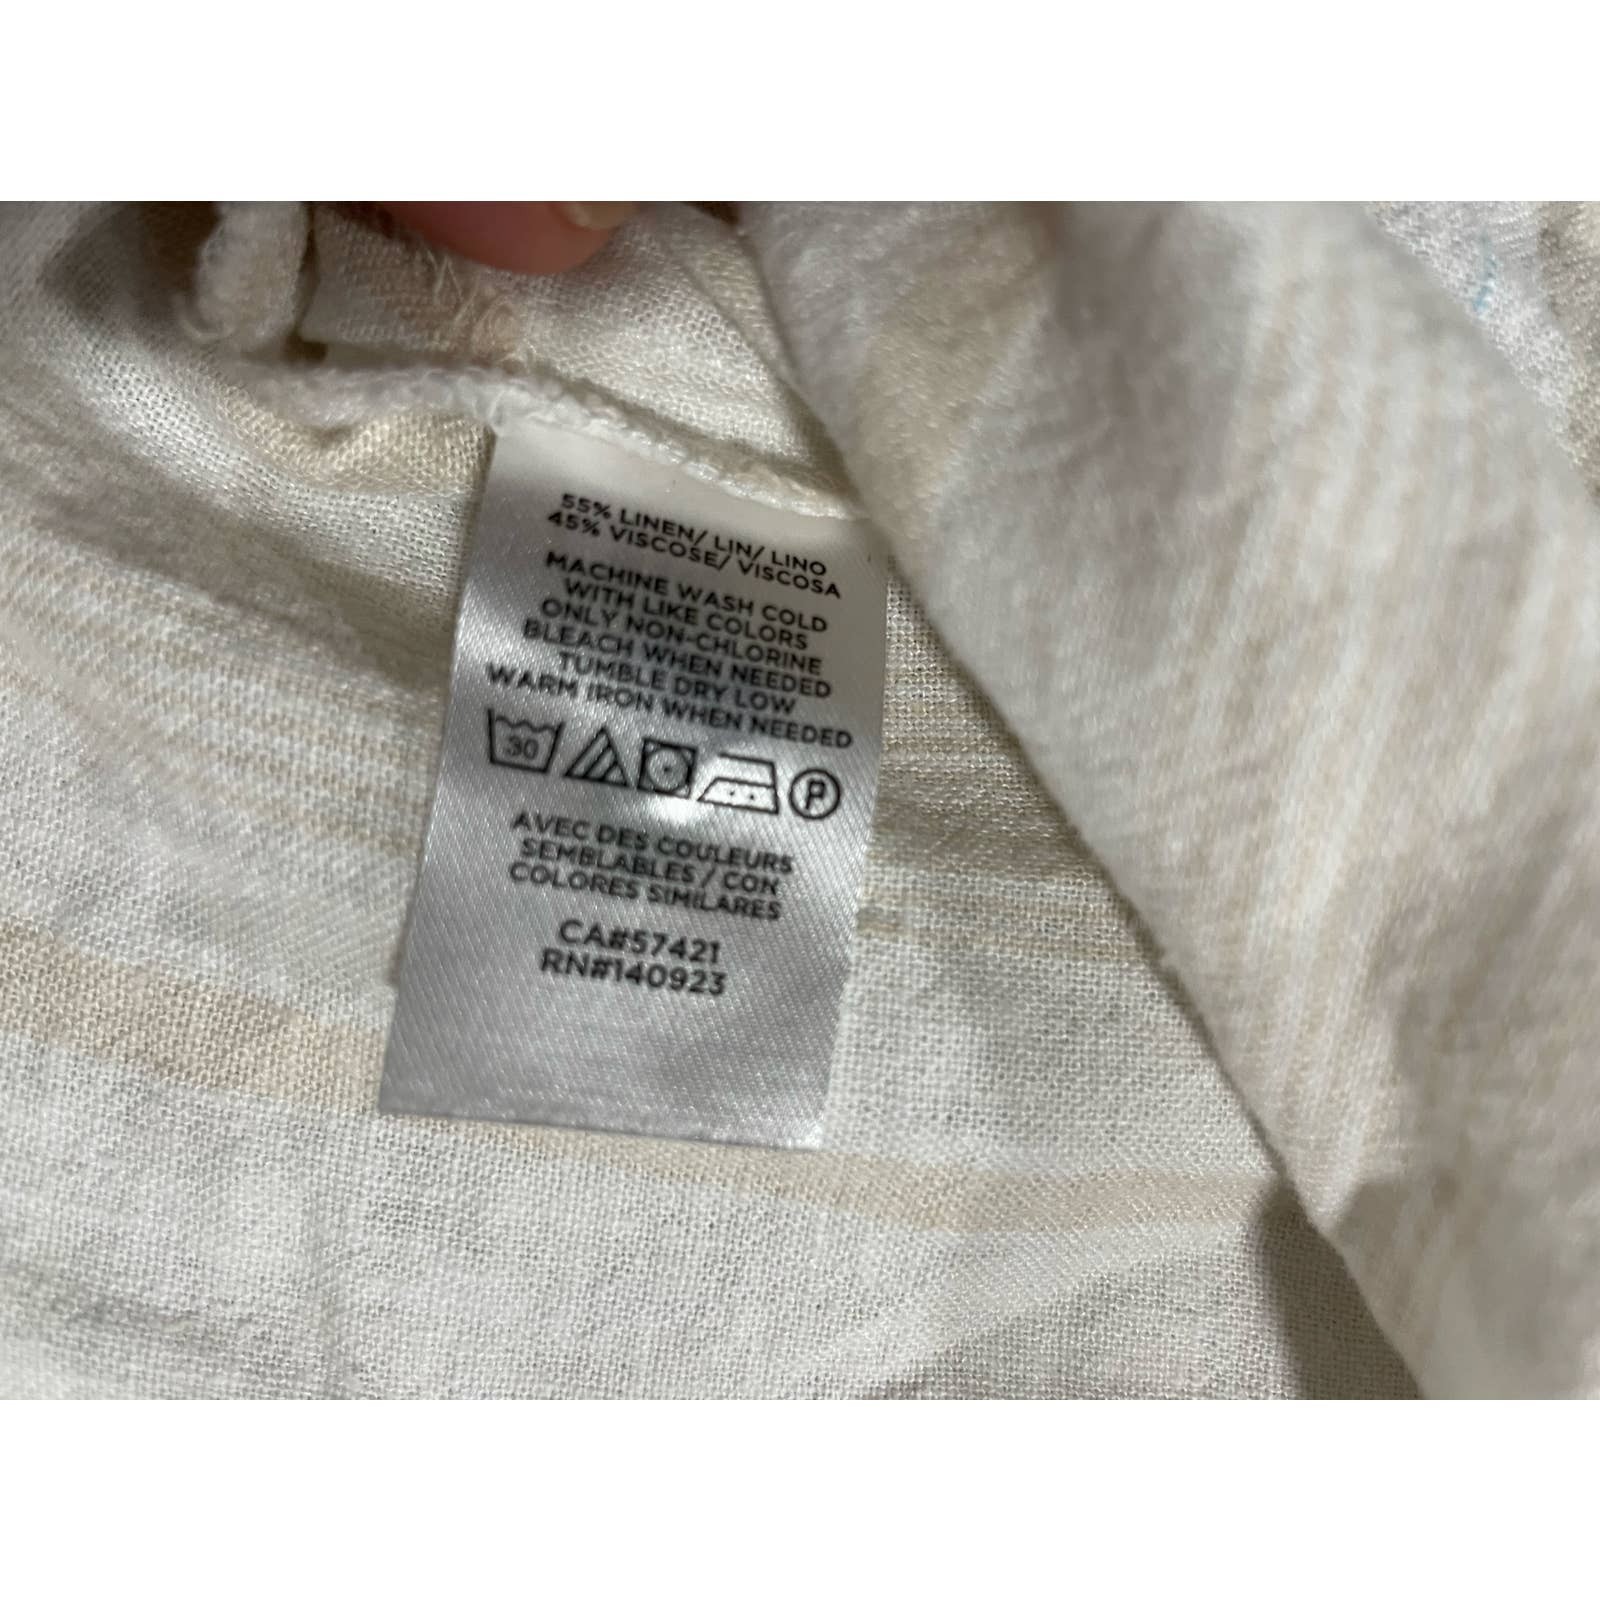 55% LINEN/ LIN/ LINO
45% VISCOSE/ VISCOSA
MACHINE WASH COLD
WITH LIKE COLORS
ONLY NON-CHLORINE
BLEACH WHEN NEEDED
TUMBLE DRY LOW
WARM IRON WHEN NEEDED
30 P
AVEC DES COULEURS
SEMBLABLES / CON
COLORES SIMILARES
CA#57421
RN#140923